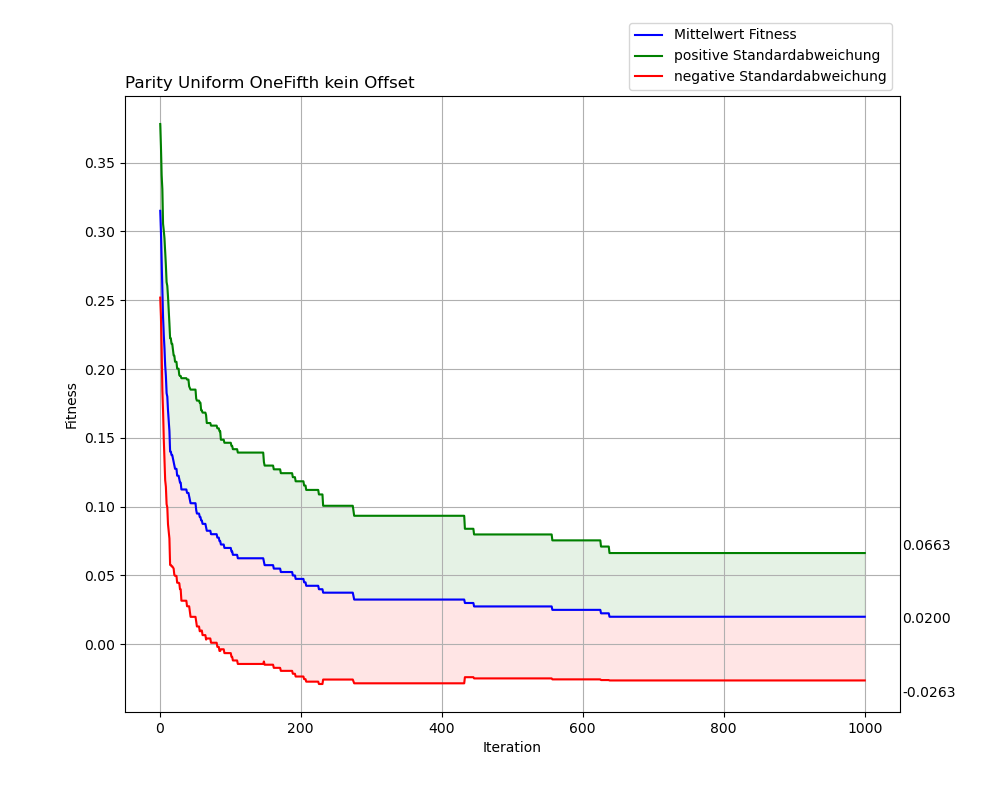 Mittelwert Fitness
positive Standardabweichung
negative Standardabweichung
Parity Uniform OneFifth kein Offset
0.35
0.30
0.25
0.20
0.15
0.10
0.05
0.00
Fitness
0.0663
0.0200
-0.0263
0 200 400 600 800 1000
Iteration